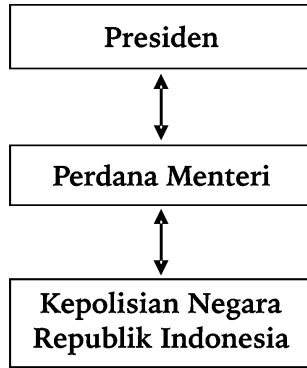 Presiden
Perdana Menteri
Kepolisian Negara
Republik Indonesia